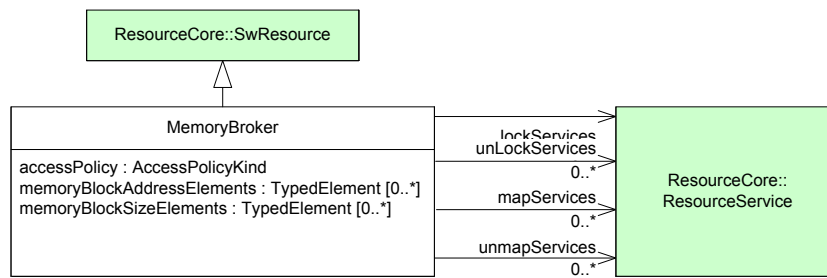 ResourceCore::SwResource
MemoryBroker
accessPolicy : AccessPolicyKind
memoryBlockAddressElements : TypedElement [0..*]
memoryBlockSizeElements : TypedElement [0..*]
lockServices
unLockServices
0..*
mapServices
0..*
unmapServices
0..*
ResourceCore::
ResourceService